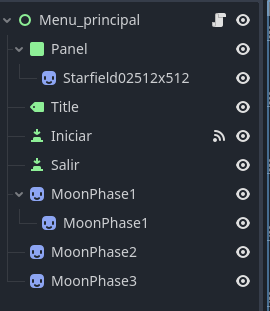 Menu_principal
Panel
Starfield02512x512
Title
Iniciar
Salir
MoonPhase1
MoonPhase1
MoonPhase2
MoonPhase3